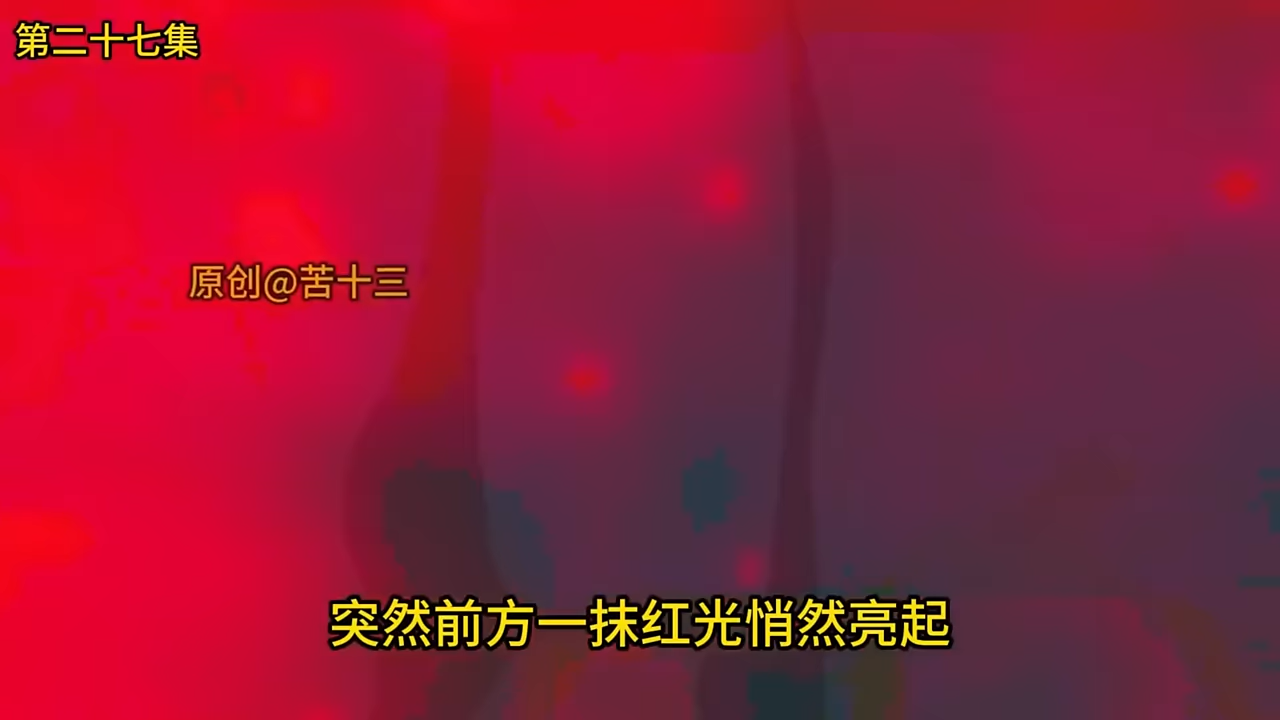 第二十七集
原创@苦十三
突然前方一抹红光悄然亮起